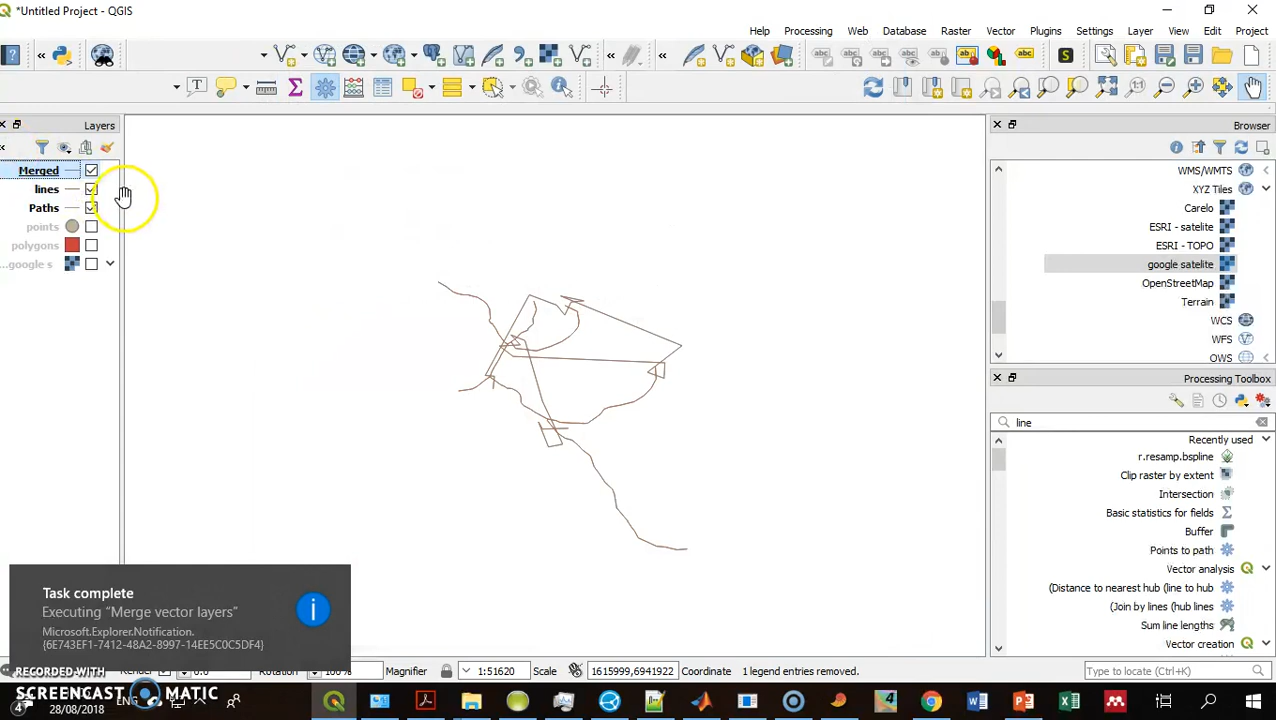 *Untitled Project - QGIS
Help Processing Web Database Raster Vector Plugins Settings Layer View Edit Project
Layers
Browser
Merged
lines
Paths
points
polygons
...google s
WMS/WMTS
XYZ Tiles
Carelo
ESRI - satelite
ESRI - TOPO
google satelite
OpenStreetMap
Terrain
WCS
WFS
OWS
Processing Toolbox
line
Recently used
r.resamp.bspline
Clip raster by extent
Intersection
Basic statistics for fields
Buffer
Points to path
Vector analysis
(Distance to nearest hub (line to hub
(Join by lines (hub lines
Sum line lengths
Vector creation
Task complete
Executing “Merge vector layers”
Microsoft.Explorer.Notification.
{6E743EF1-7412-48A2-8997-14EE5C0C5DF4}
Render 0.0 Rotation 100% Magnifier 1:51620 Scale 1615999,6941922 Coordinate 1 legend entries removed. Type to locate (Ctrl+K)
RECORDED WITH
SCREENCAST MATIC
ENG
28/08/2018